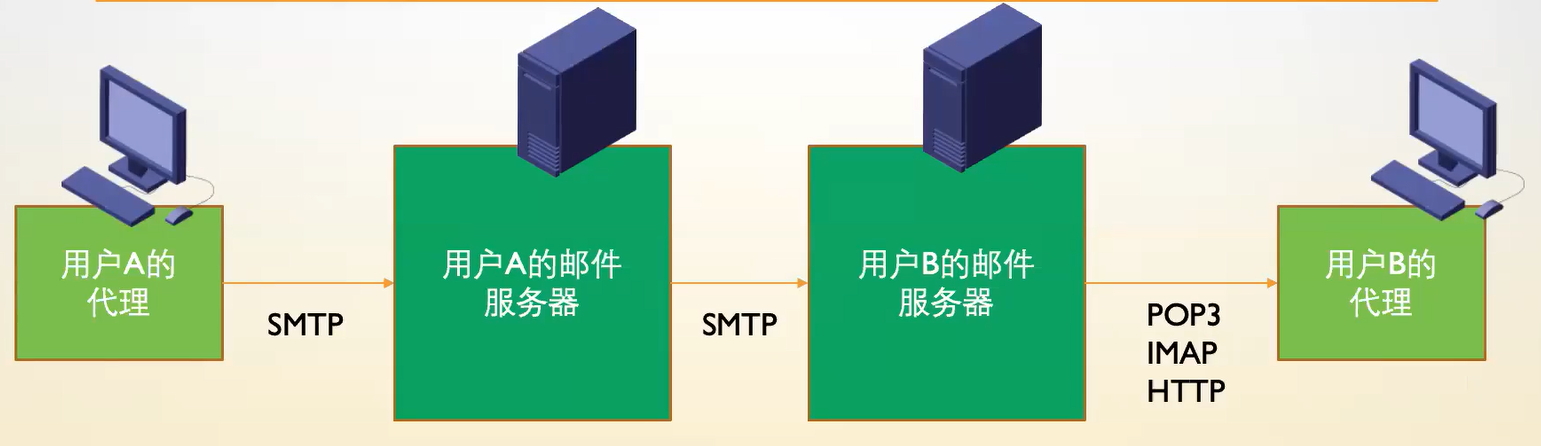 用户A的
代理
SMTP
用户A的邮件
服务器
SMTP
用户B的邮件
服务器
POP3
IMAP
HTTP
用户B的
代理